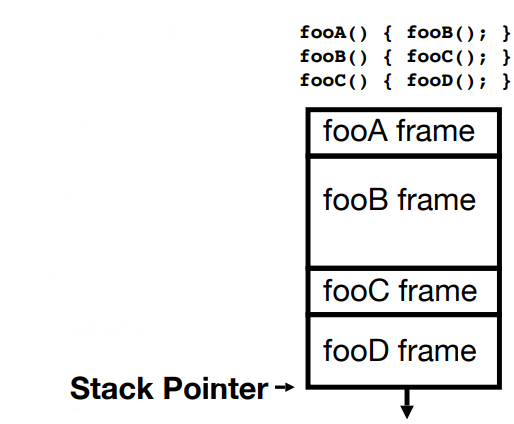 fooA() { fooB(); }
fooB() { fooC(); }
fooC() { fooD(); }
fooA frame
fooB frame
fooC frame
fooD frame
Stack Pointer